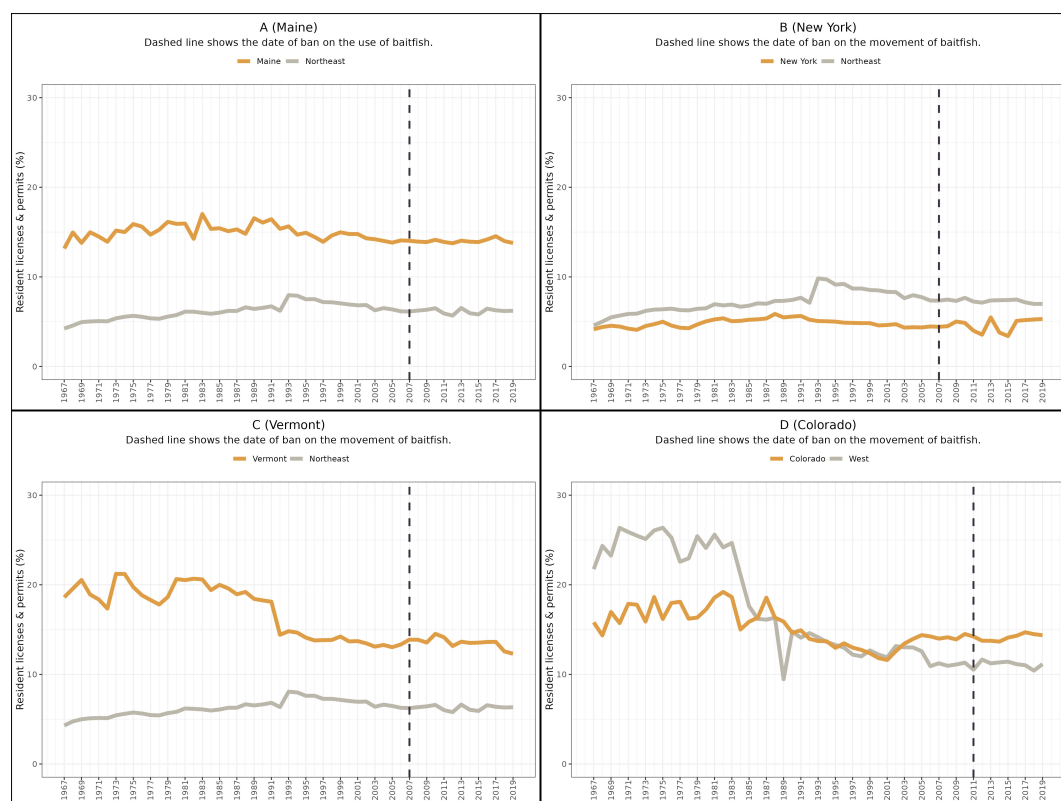 A (Maine)
Dashed line shows the date of ban on the use of baitfish.
Maine Northeast
Resident licenses & permits (%)
30
20
10
0
1967 1969 1971 1973 1975 1977 1979 1981 1983 1985 1987 1989 1991 1993 1995 1997 1999 2001 2003 2005 2007 2009 2011 2013 2015 2017 2019
B (New York)
Dashed line shows the date of ban on the movement of baitfish.
New York Northeast
Resident licenses & permits (%)
30
20
10
0
1967 1969 1971 1973 1975 1977 1979 1981 1983 1985 1987 1989 1991 1993 1995 1997 1999 2001 2003 2005 2007 2009 2011 2013 2015 2017 2019
C (Vermont)
Dashed line shows the date of ban on the movement of baitfish.
Vermont Northeast
Resident licenses & permits (%)
30
20
10
0
1967 1969 1971 1973 1975 1977 1979 1981 1983 1985 1987 1989 1991 1993 1995 1997 1999 2001 2003 2005 2007 2009 2011 2013 2015 2017 2019
D (Colorado)
Dashed line shows the date of ban on the movement of baitfish.
Colorado West
Resident licenses & permits (%)
30
20
10
0
1967 1969 1971 1973 1975 1977 1979 1981 1983 1985 1987 1989 1991 1993 1995 1997 1999 2001 2003 2005 2007 2009 2011 2013 2015 2017 2019